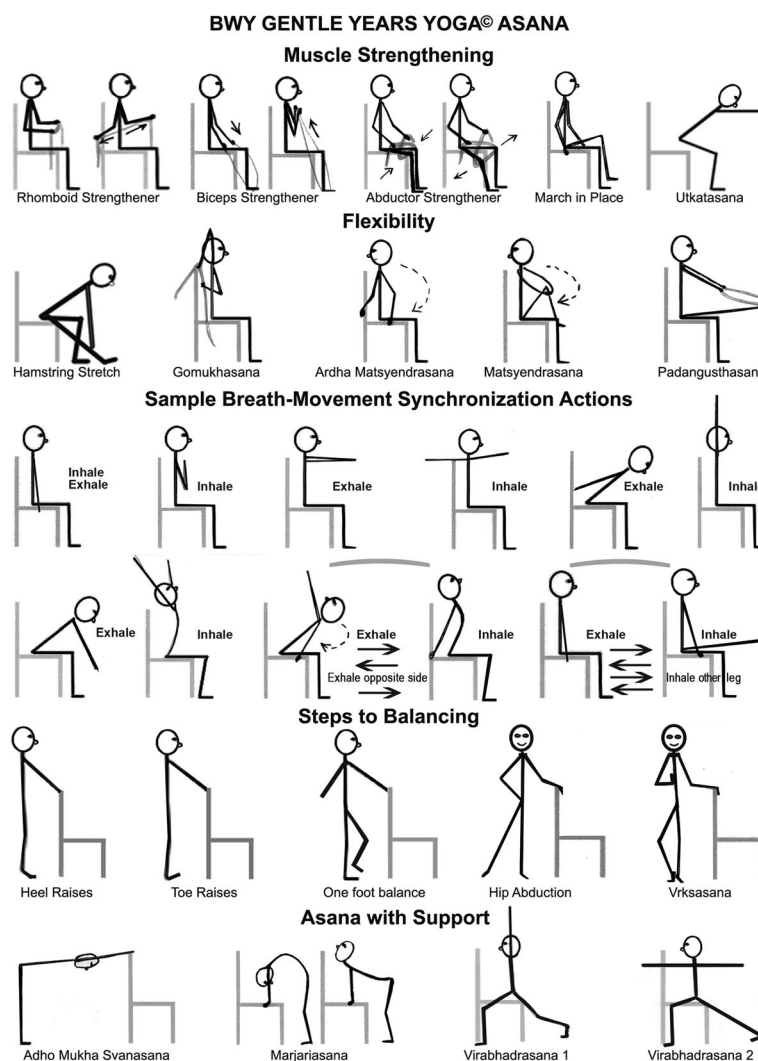 BWY GENTLE YEARS YOGA© ASANA
Muscle Strengthening
Rhomboid Strengthener
Biceps Strengthener
Abductor Strengthener
March in Place
Utkatasana
Flexibility
Hamstring Stretch
Gomukhasana
Ardha Matsyendrasana
Matsyendrasana
Padangusthasan
Sample Breath-Movement Synchronization Actions
Inhale
Exhale
Inhale
Exhale
Inhale
Exhale
Inhal
Exhale
Inhale
Exhale
Exhale opposite side
Inhale
Exhale
Inhale
Inhale other leg
Steps to Balancing
Heel Raises
Toe Raises
One foot balance
Hip Abduction
Vrksasana
Asana with Support
Adho Mukha Svanasana
Marjariasana
Virabhadrasana 1
Virabhadrasana 2